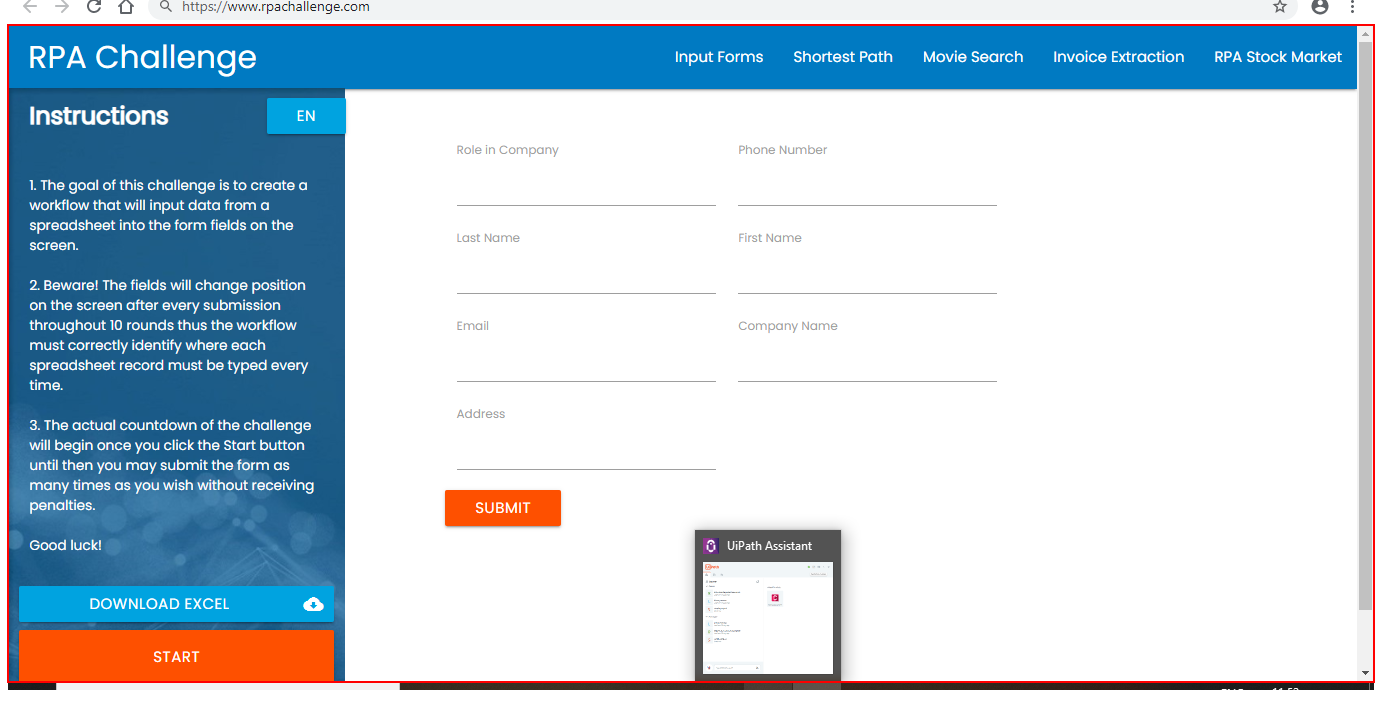 https://www.rpachallenge.com
RPA Challenge
Input Forms
Shortest Path
Movie Search
Invoice Extraction
RPA Stock Market
Instructions
EN
1. The goal of this challenge is to create a
workflow that will input data from a
spreadsheet into the form fields on the
screen.
2. Beware! The fields will change position
on the screen after every submission
throughout 10 rounds thus the workflow
must correctly identify where each
spreadsheet record must be typed every
time.
3. The actual countdown of the challenge
will begin once you click the Start button
until then you may submit the form as
many times as you wish without receiving
penalties.
Good luck!
DOWNLOAD EXCEL
START
Role in Company
Phone Number
Last Name
First Name
Email
Company Name
Address
SUBMIT
UiPath Assistant